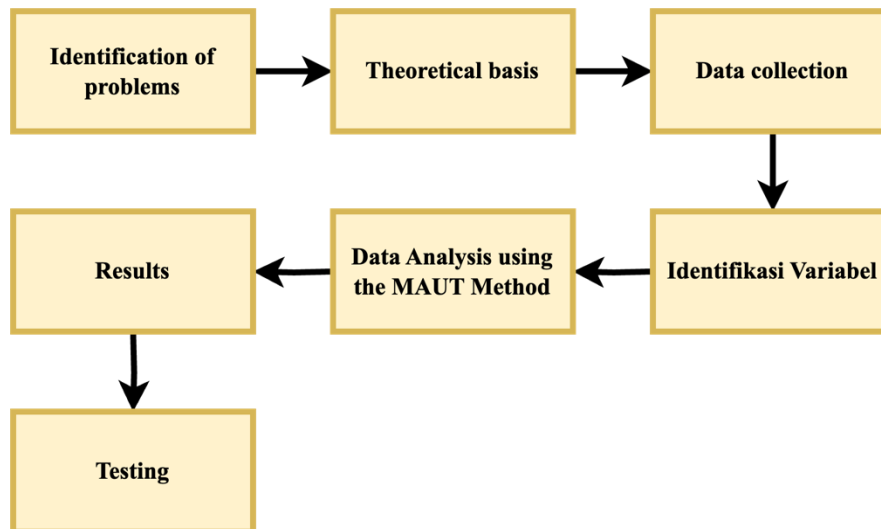 Identification of
problems
Theoretical basis
Data collection
Identifikasi Variabel
Data Analysis using
the MAUT Method
Results
Testing